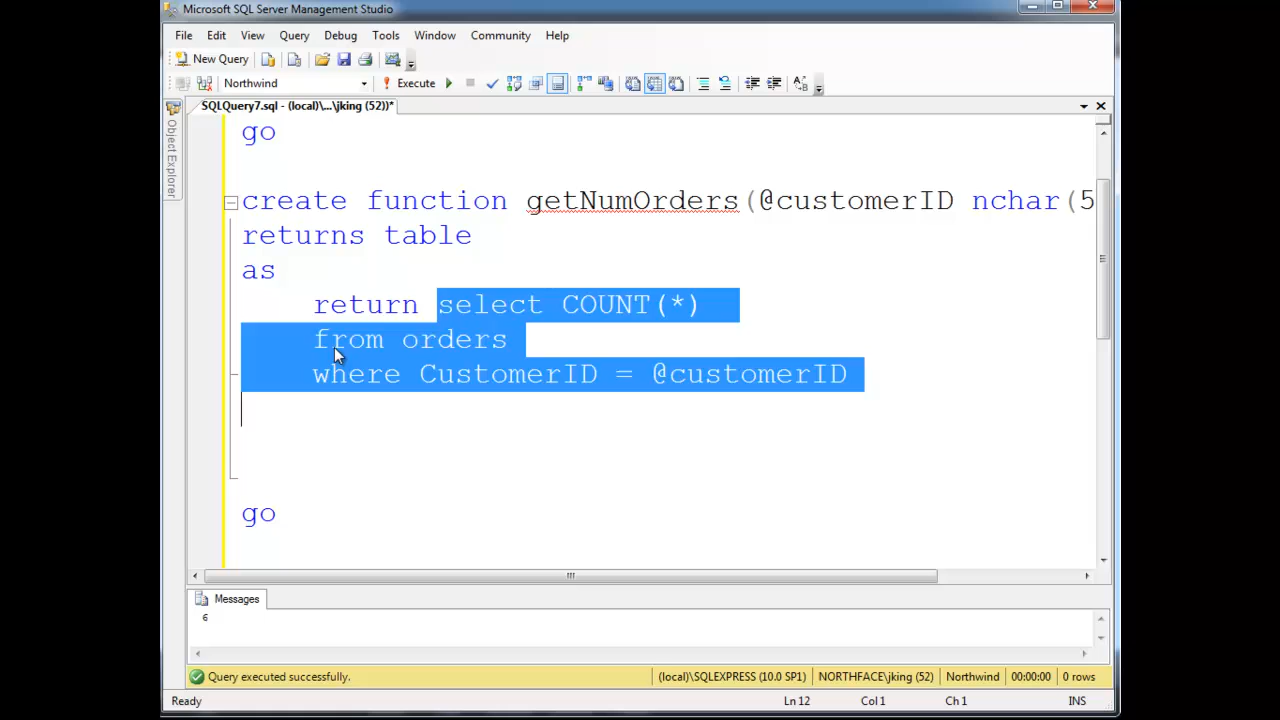 Microsoft SQL Server Management Studio
File Edit View Query Debug Tools Window Community Help
New Query
Northwind Execute
SQLQuery7.sql - (local)\...\jking (52))*
Object Explorer
go
create function getNumOrders(@customerID nchar(5
returns table
as
return select COUNT(*)
from orders
where CustomerID = @customerID
go
Messages
6
Query executed successfully. (local)\SQLEXPRESS (10.0 SP1) NORTHFACE\jking (52) Northwind 00:00:00 0 rows
Ready Ln 12 Col 1 Ch 1 INS